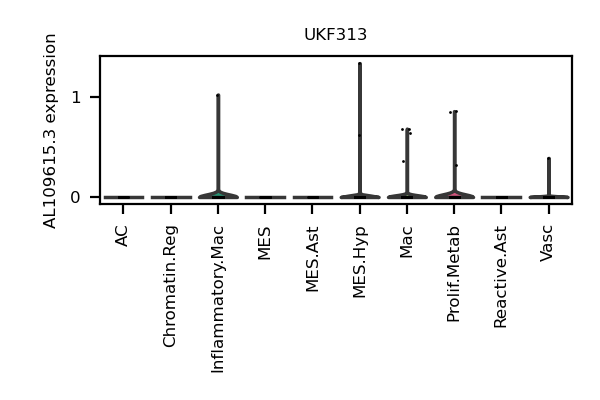 UKF313
AL109615.3 expression
1
0
AC
Chromatin.Reg
Inflammatory.Mac
MES
MES.Ast
MES.Hyp
Mac
Prolif.Metab
Reactive.Ast
Vasc